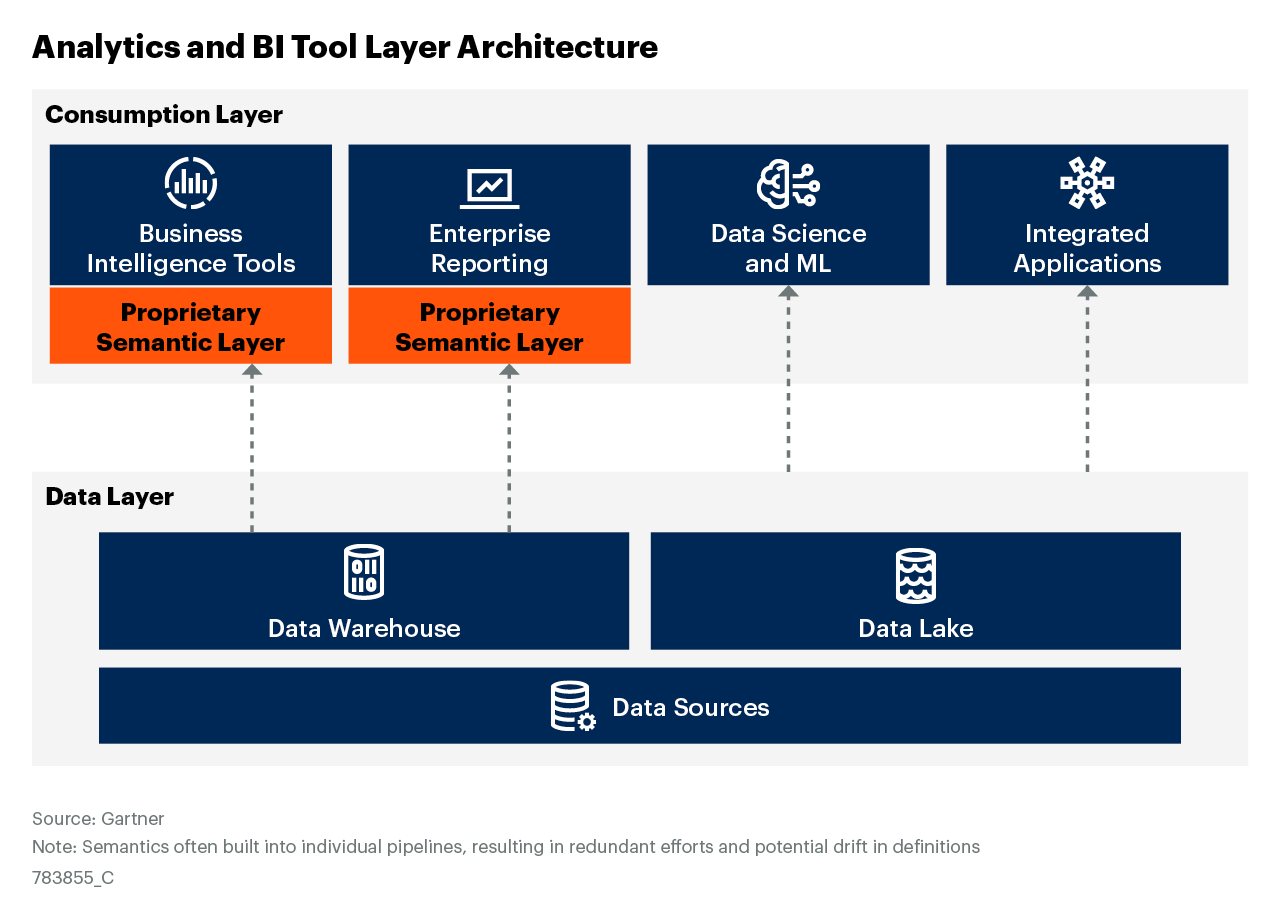 Analytics and BI Tool Layer Architecture
Consumption Layer
Business
Intelligence Tools
Proprietary
Semantic Layer
Enterprise
Reporting
Proprietary
Semantic Layer
Data Science
and ML
Integrated
Applications
Data Layer
Data Warehouse
Data Lake
Data Sources
Source: Gartner
Note: Semantics often built into individual pipelines, resulting in redundant efforts and potential drift in definitions
783855_C